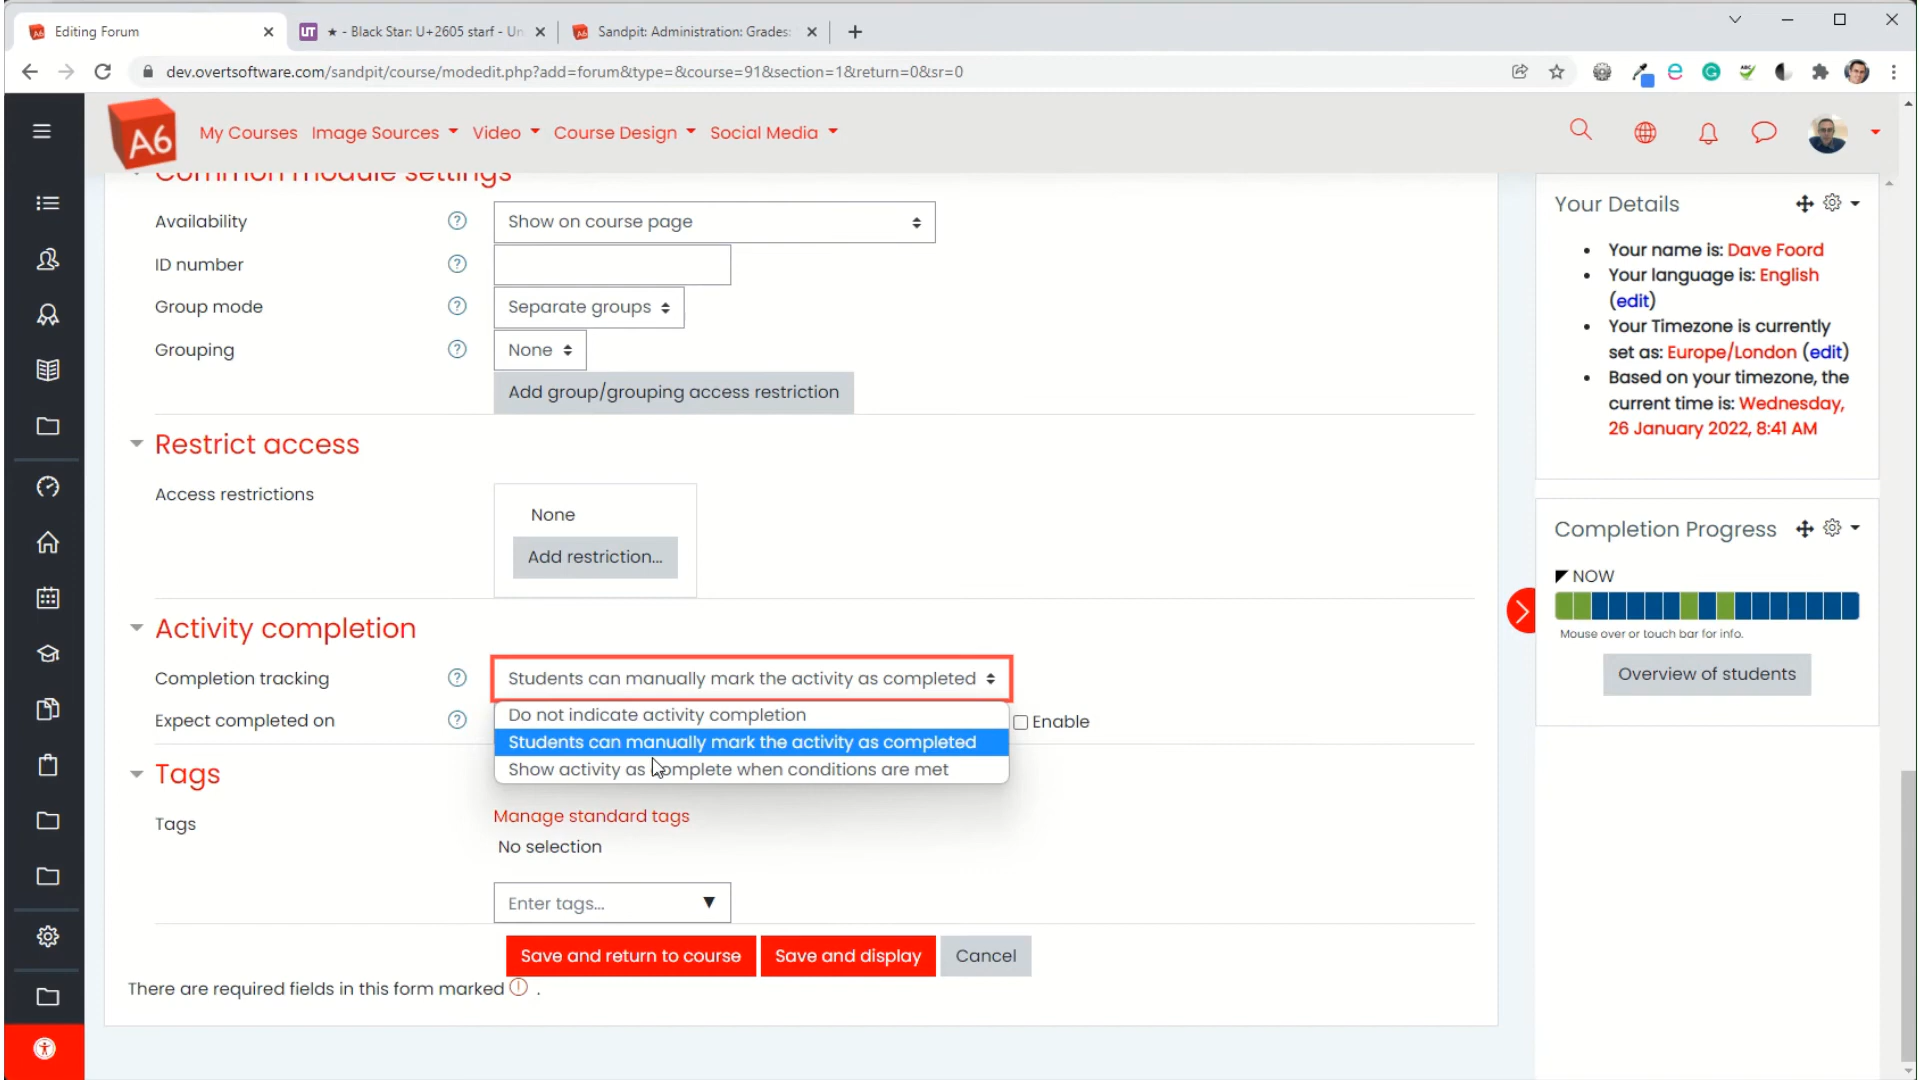 Editing Forum
UT
★ - Black Star: U+2605 starf - Un
A6
Sandpit: Administration: Grades:
dev.overtsoftware.com/sandpit/course/modedit.php?add=forum&type=&course=91&section=1&return=0&sr=0
A6
My Courses
Image Sources
Video
Course Design
Social Media
Common module settings
Availability
Show on course page
ID number
Group mode
Separate groups
Grouping
None
Add group/grouping access restriction
Restrict access
Access restrictions
None
Add restriction...
Activity completion
Completion tracking
Students can manually mark the activity as completed
Do not indicate activity completion
Students can manually mark the activity as completed
Show activity as complete when conditions are met
Expect completed on
Enable
Tags
Tags
Manage standard tags
No selection
Enter tags...
Save and return to course
Save and display
Cancel
There are required fields in this form marked .
Your Details
Your name is: Dave Foord
Your language is: English
(edit)
Your Timezone is currently
set as: Europe/London (edit)
Based on your timezone, the
current time is: Wednesday,
26 January 2022, 8:41 AM
Completion Progress
NOW
Mouse over or touch bar for info.
Overview of students